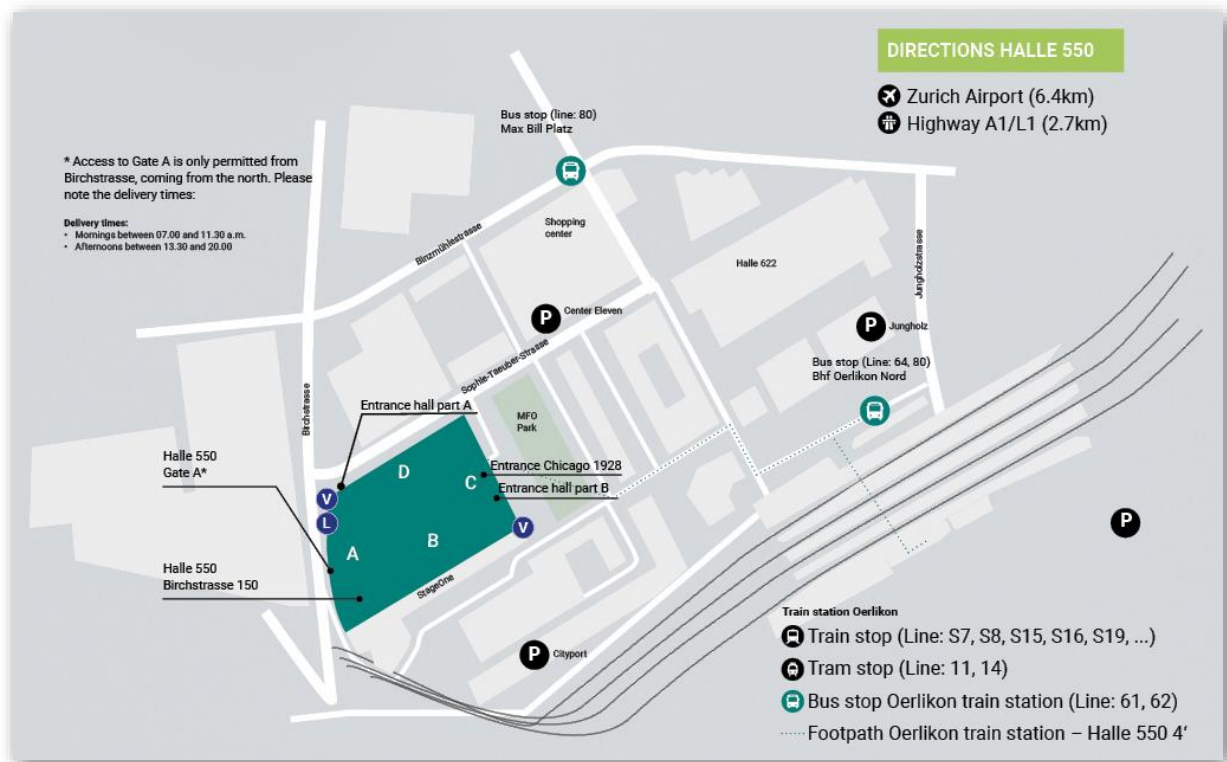 DIRECTIONS HALLE 550
Zurich Airport (6.4km)
Highway A1/L1 (2.7km)
Bus stop (line: 80)
Max Bill Platz
* Access to Gate A is only permitted from
Birchstrasse, coming from the north. Please
note the delivery times:
Delivery times:
• Mornings between 07.00 and 11.30 a.m.
• Afternoons between 13.30 and 20.00
Binzmühlestrasse
Shopping
center
Halle 622
Jungholzstrasse
P
Center Eleven
P
Jungholz
Sophie-Taeuber-Strasse
Bus stop (Line: 64, 80)
Bhf Oerlikon Nord
Birchstrasse
Entrance hall part A
MFO
Park
Halle 550
Gate A*
D
C
Entrance Chicago 1928
Entrance hall part B
V
L
V
A
B
P
Halle 550
Birchstrasse 150
StageOne
P
Cityport
Train station Oerlikon
Train stop (Line: S7, S8, S15, S16, S19, ...)
Tram stop (Line: 11, 14)
Bus stop Oerlikon train station (Line: 61, 62)
Footpath Oerlikon train station – Halle 550 4‘